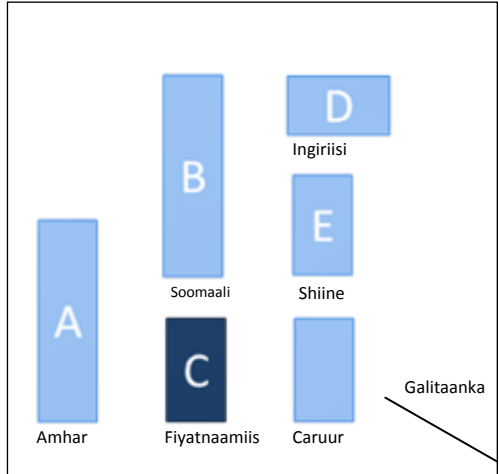 D
Ingiriisi
B
E
Soomaali
Shiine
A
C
Galitaanka
Amhar
Fiyatnaamiis
Caruur